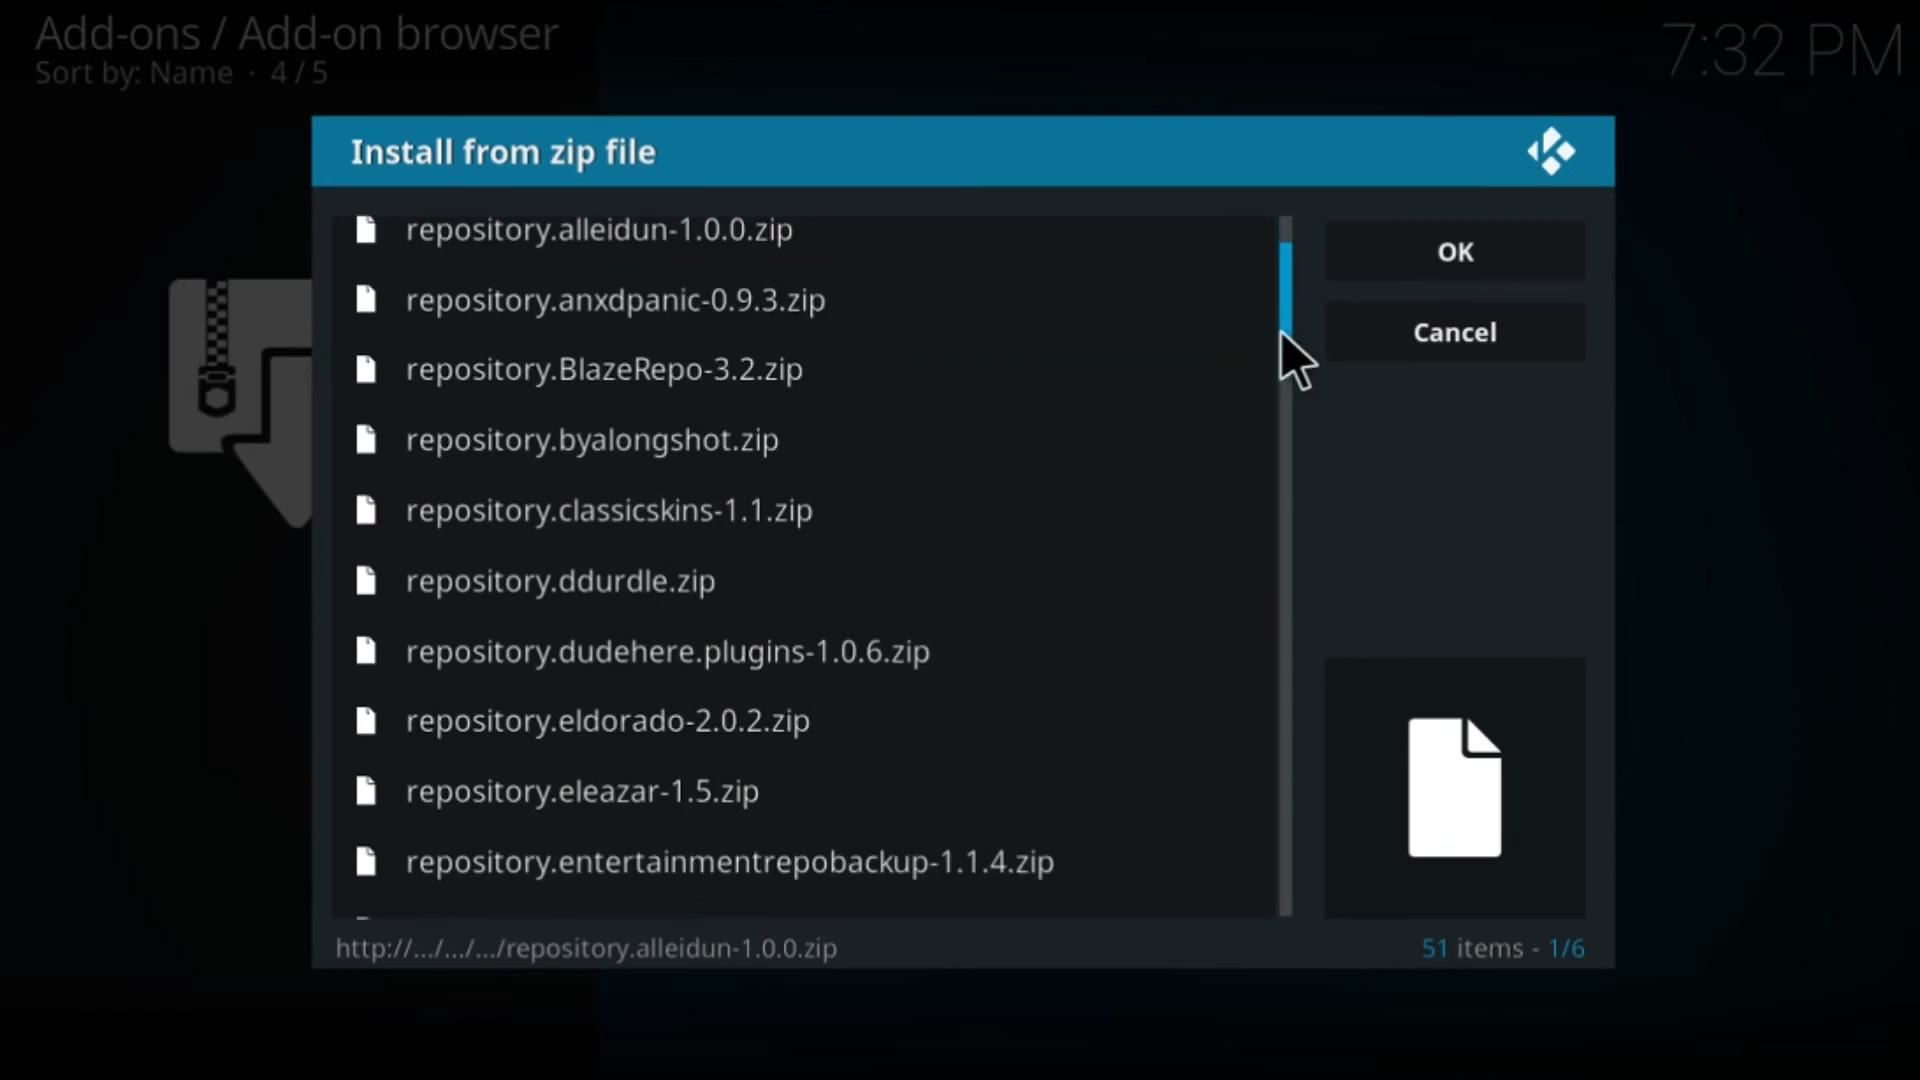 Add-ons / Add-on browser
Sort by: Name · 4 / 5
7:32 PM
Install from zip file
repository.alleidun-1.0.0.zip
repository.anxdpanic-0.9.3.zip
repository.BlazeRepo-3.2.zip
repository.byalongshot.zip
repository.classicskins-1.1.zip
repository.ddurdle.zip
repository.dudehere.plugins-1.0.6.zip
repository.eldorado-2.0.2.zip
repository.eleazar-1.5.zip
repository.entertainmentrepobackup-1.1.4.zip
OK
Cancel
http://.../.../.../repository.alleidun-1.0.0.zip
51 items - 1/6